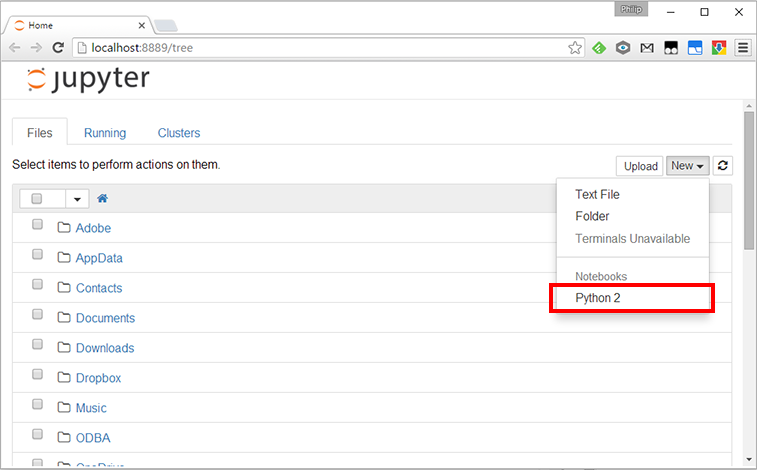 Philip
Home
localhost:8889/tree
jupyter
Files Running Clusters
Select items to perform actions on them.
Upload New
Text File
Folder
Terminals Unavailable
Notebooks
Python 2
Adobe
AppData
Contacts
Documents
Downloads
Dropbox
Music
ODBA
OneDrive